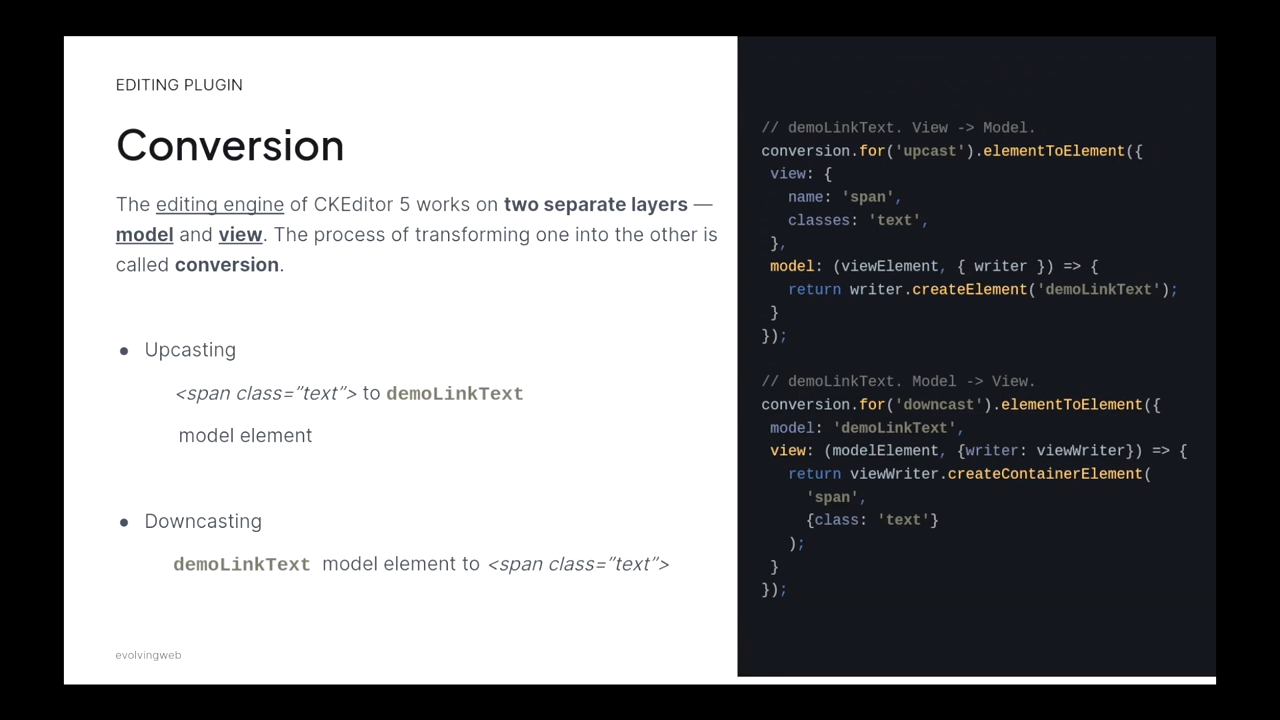 EDITING PLUGIN
Conversion
The editing engine of CKEditor 5 works on two separate layers —
model and view. The process of transforming one into the other is
called conversion.
● Upcasting
<span class=”text”> to demoLinkText
model element
● Downcasting
demoLinkText model element to <span class=”text”>
evolvingweb
// demoLinkText. View -> Model.
conversion.for('upcast').elementToElement({
 view: {
   name: 'span',
   classes: 'text',
 },
 model: (viewElement, { writer }) => {
   return writer.createElement('demoLinkText');
 }
});
// demoLinkText. Model -> View.
conversion.for('downcast').elementToElement({
 model: 'demoLinkText',
 view: (modelElement, {writer: viewWriter}) => {
   return viewWriter.createContainerElement(
     'span',
     {class: 'text'}
   );
 }
});